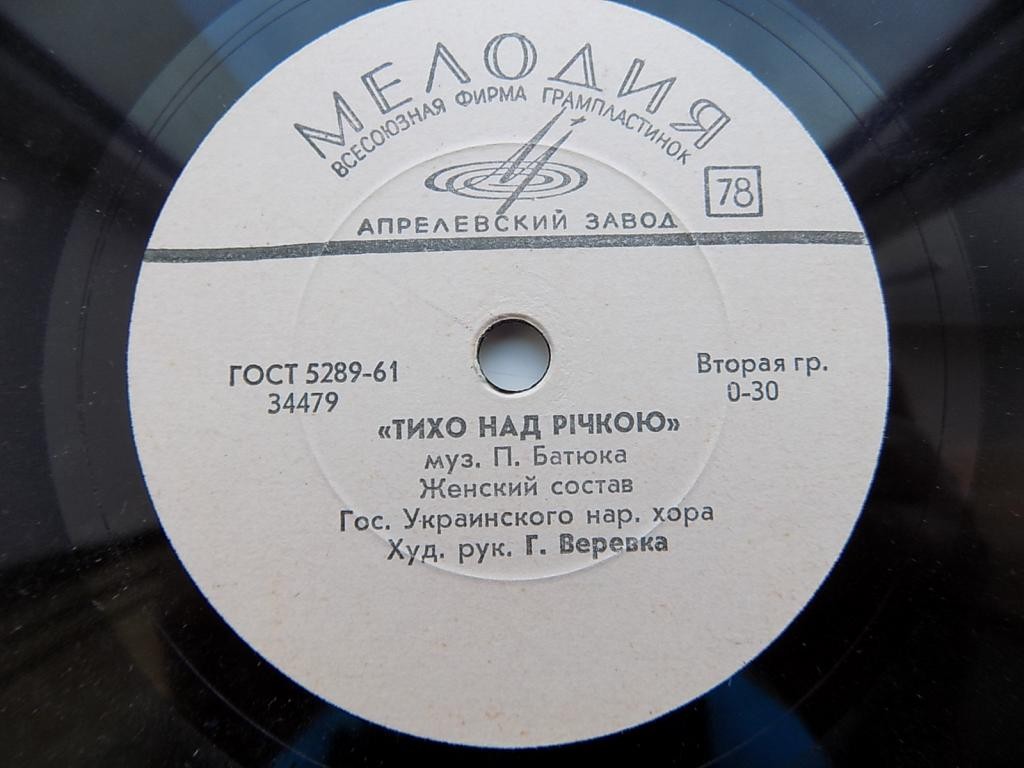 МЕЛОДИЯ
ВСЕСОЮЗНАЯ ФИРМА ГРАМПЛАСТИНОК
78
АПРЕЛЕВСКИЙ ЗАВОД
ГОСТ 5289-61
34479
Вторая гр.
0-30
«ТИХО НАД РІЧКОЮ»
муз. П. Батюка
Женский состав
Гос. Украинского нар. хора
Худ. рук. Г. Веревка